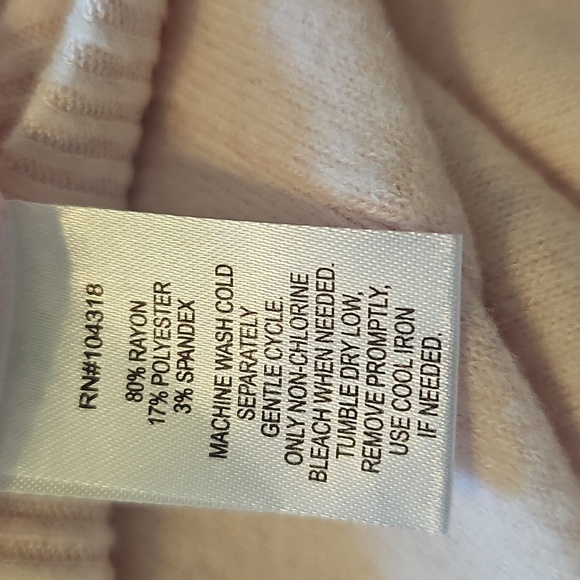 RN#104318
80% RAYON
17% POLYESTER
3% SPANDEX
MACHINE WASH COLD
SEPARATELY
GENTLE CYCLE.
ONLY NON-CHLORINE
BLEACH WHEN NEEDED.
TUMBLE DRY LOW,
REMOVE PROMPTLY,
USE COOL IRON
IF NEEDED.